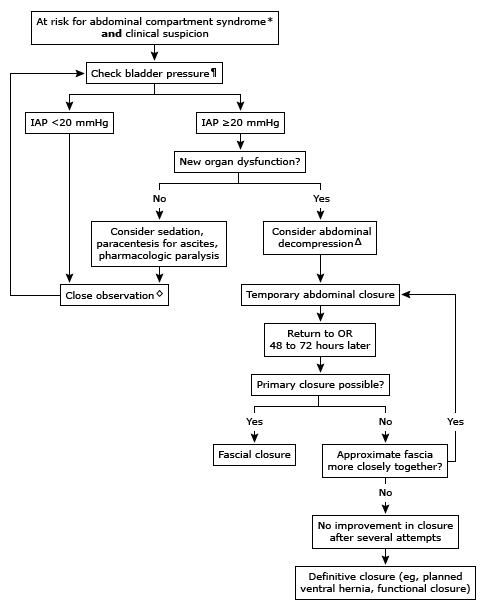 At risk for abdominal compartment syndrome*
and clinical suspicion
Check bladder pressure¶
IAP <20 mmHg
IAP ≥20 mmHg
New organ dysfunction?
No
Yes
Consider sedation,
paracentesis for ascites,
pharmacologic paralysis
Consider abdominal
decompressionΔ
Close observation◇
Temporary abdominal closure
Return to OR
48 to 72 hours later
Primary closure possible?
Yes
No
Yes
Fascial closure
Approximate fascia
more closely together?
No
No improvement in closure
after several attempts
Definitive closure (eg, planned
ventral hernia, functional closure)